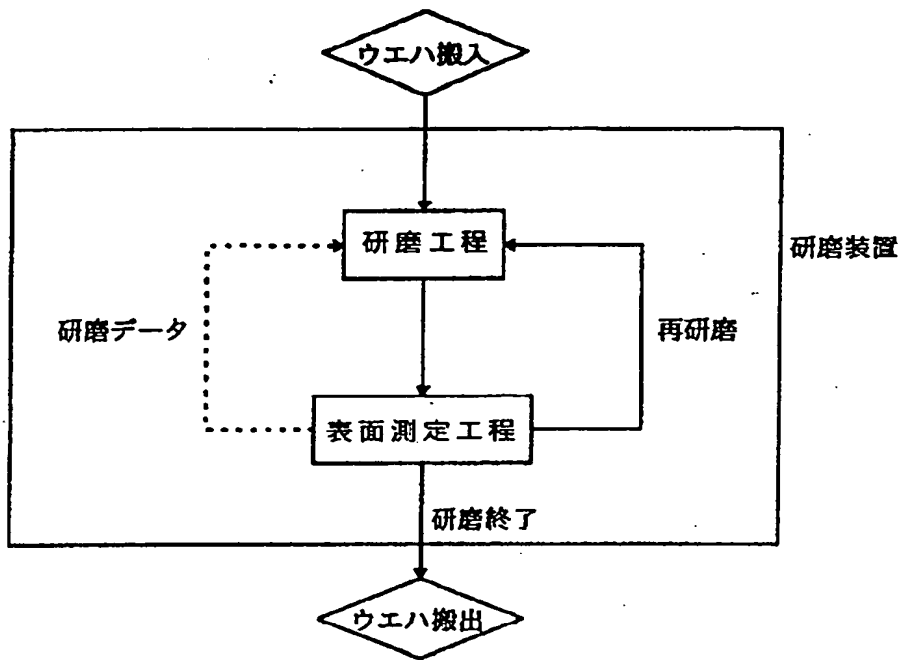 ウエハ搬入
研磨工程
研磨装置
研磨データ
再研磨
表面測定工程
研磨終了
ウエハ搬出